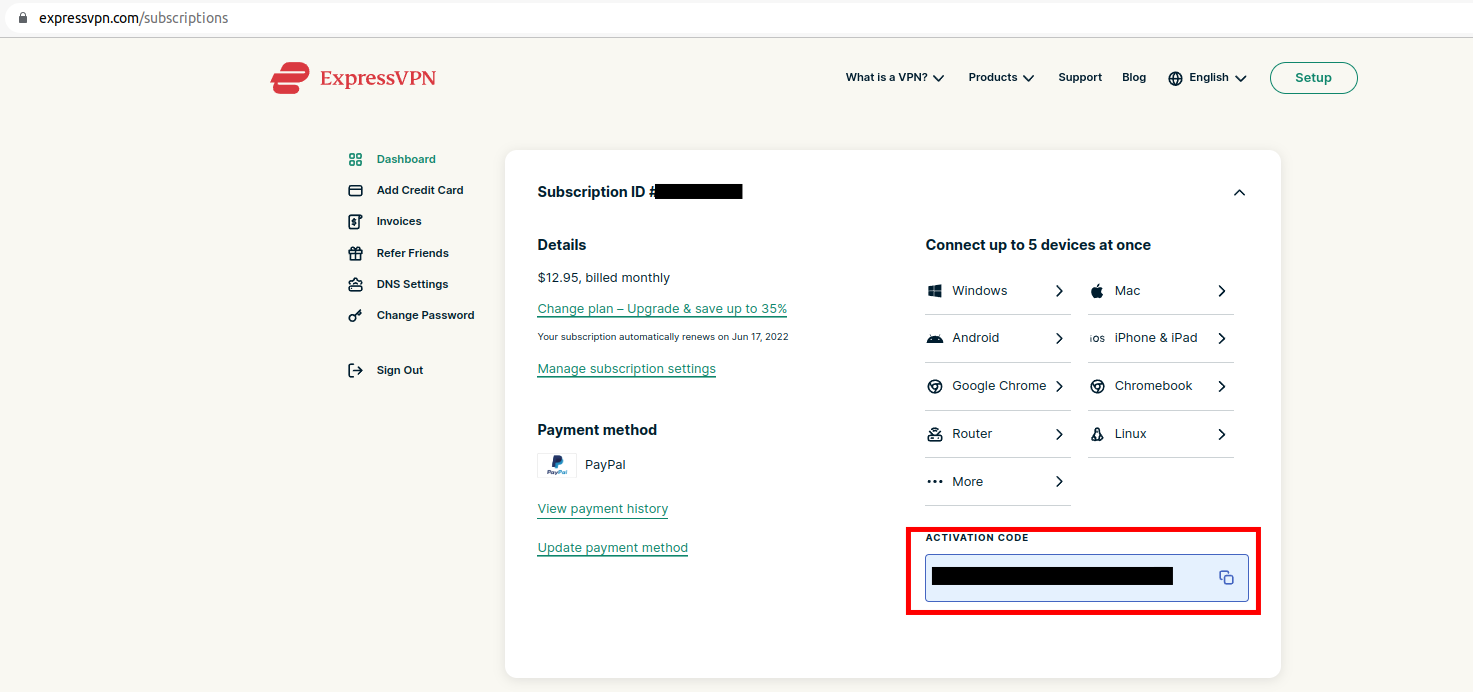 expressvpn.com/subscriptions
ExpressVPN
What is a VPN?
Products
Support
Blog
English
Setup
Dashboard
Add Credit Card
Invoices
Refer Friends
DNS Settings
Change Password
Sign Out
Subscription ID #
Details
$12.95, billed monthly
Change plan – Upgrade & save up to 35%
Your subscription automatically renews on Jun 17, 2022
Manage subscription settings
Payment method
PayPal
PayPal
View payment history
Update payment method
Connect up to 5 devices at once
Windows
Mac
Android
iOS
iPhone & iPad
Google Chrome
Chromebook
Router
Linux
More
ACTIVATION CODE